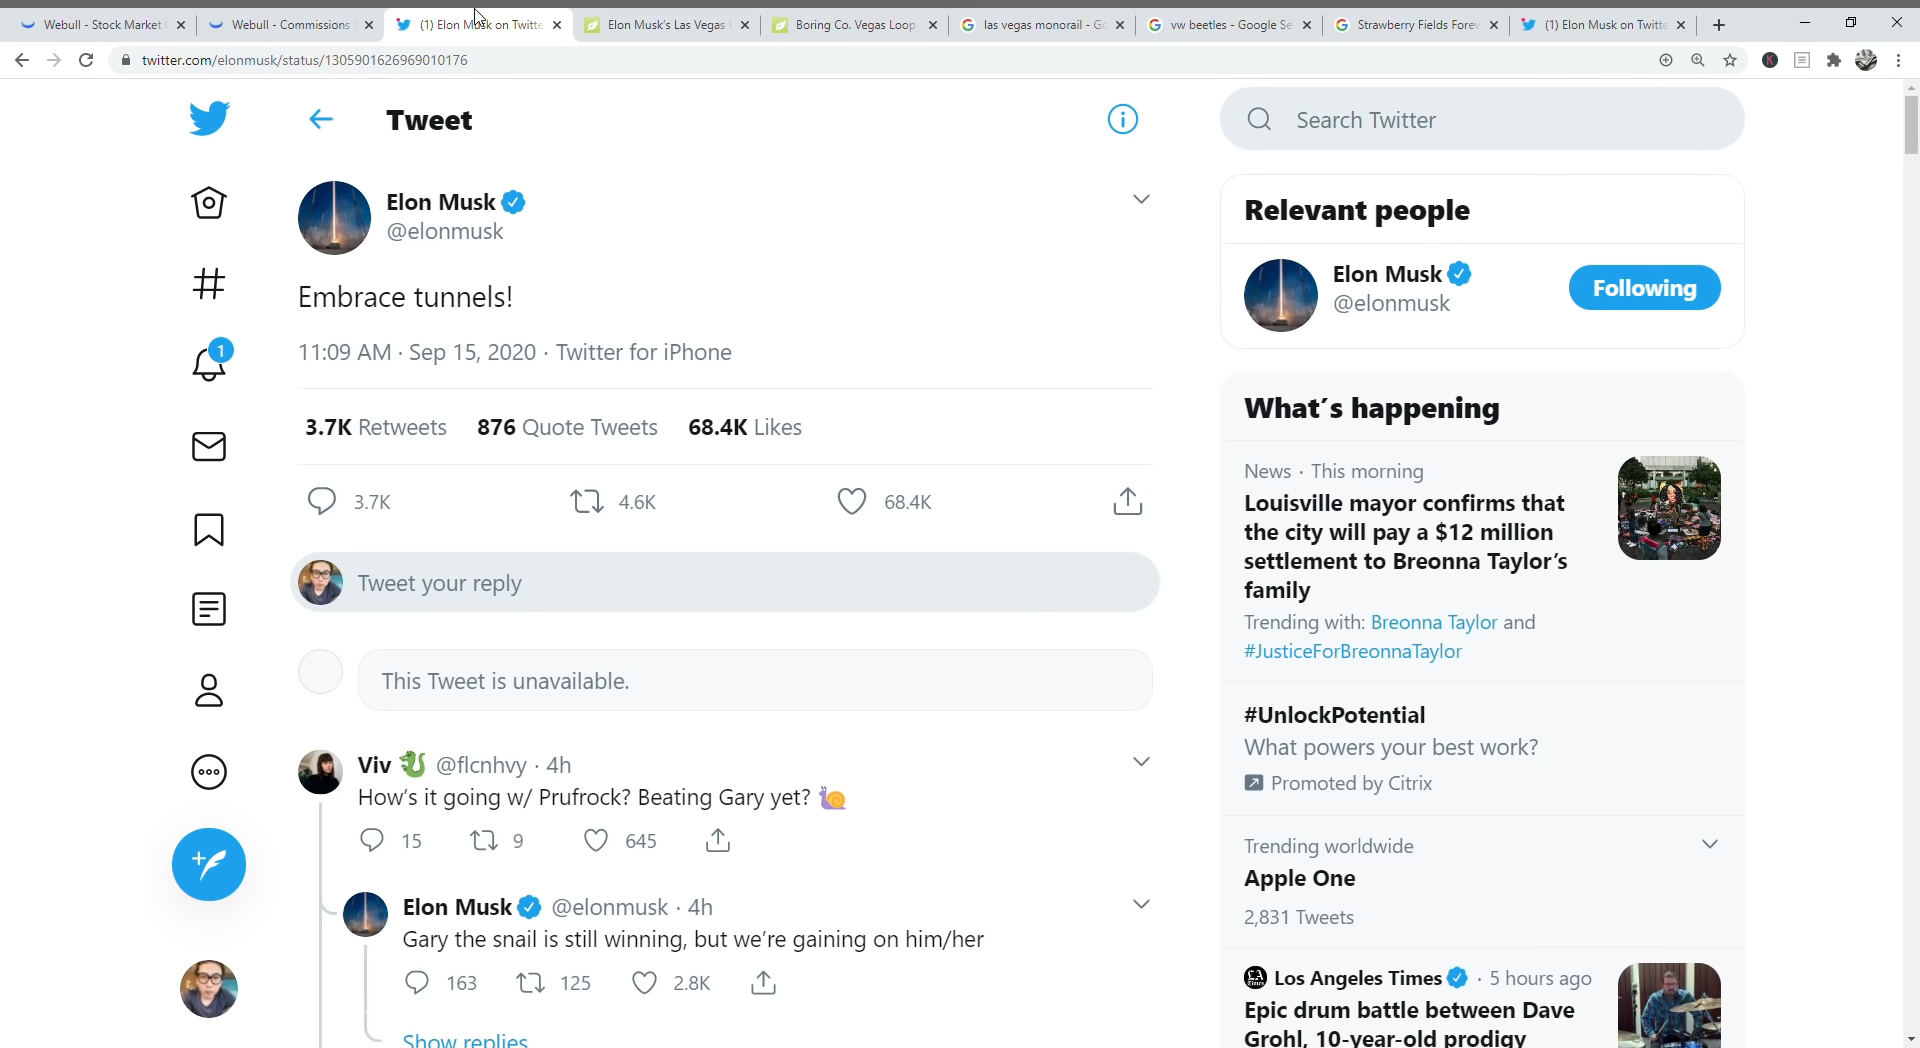 Webull - Stock Market
Webull - Commissions
(1) Elon Musk on Twitte
Elon Musk's Las Vegas
Boring Co. Vegas Loop
las vegas monorail - Go
vw beetles - Google Se
Strawberry Fields Forev
(1) Elon Musk on Twitte
twitter.com/elonmusk/status/1305901626969010176
K
Tweet
Elon Musk
@elonmusk
Embrace tunnels!
11:09 AM · Sep 15, 2020 · Twitter for iPhone
3.7K Retweets 876 Quote Tweets 68.4K Likes
3.7K 4.6K 68.4K
Tweet your reply
This Tweet is unavailable.
Viv @flcnhvy · 4h
How's it going w/ Prufrock? Beating Gary yet?
15 9 645
Elon Musk @elonmusk · 4h
Gary the snail is still winning, but we're gaining on him/her
163 125 2.8K
Show replies
1
Search Twitter
Relevant people
Elon Musk
@elonmusk
Following
What's happening
News · This morning
Louisville mayor confirms that
the city will pay a $12 million
settlement to Breonna Taylor's
family
Trending with: Breonna Taylor and
#JusticeForBreonnaTaylor
#UnlockPotential
What powers your best work?
Promoted by Citrix
Trending worldwide
Apple One
2,831 Tweets
Los Angeles Times · 5 hours ago
Epic drum battle between Dave
Grohl, 10-year-old prodigy